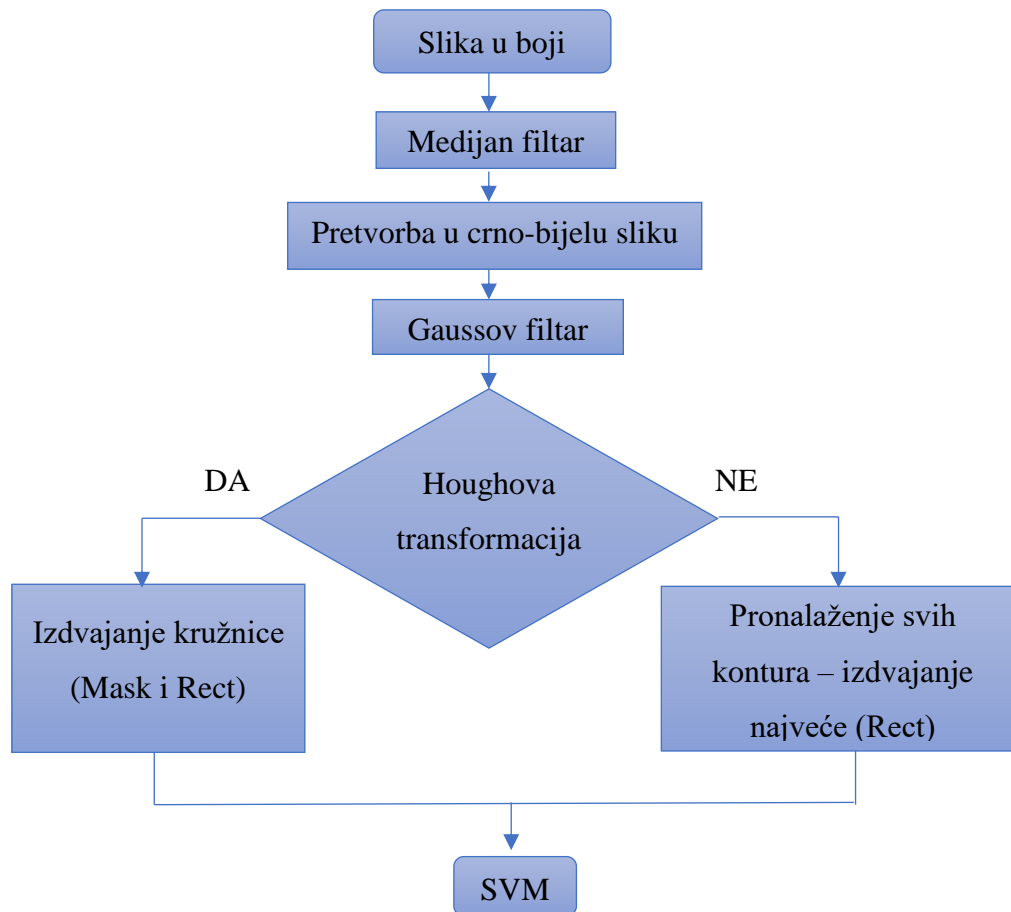 Slika u boji
Medijan filtar
Pretvorba u crno-bijelu sliku
Gaussov filtar
DA
Houghova
transformacija
NE
Izdvajanje kružnice
(Mask i Rect)
Pronalaženje svih
kontura – izdvajanje
najveće (Rect)
SVM